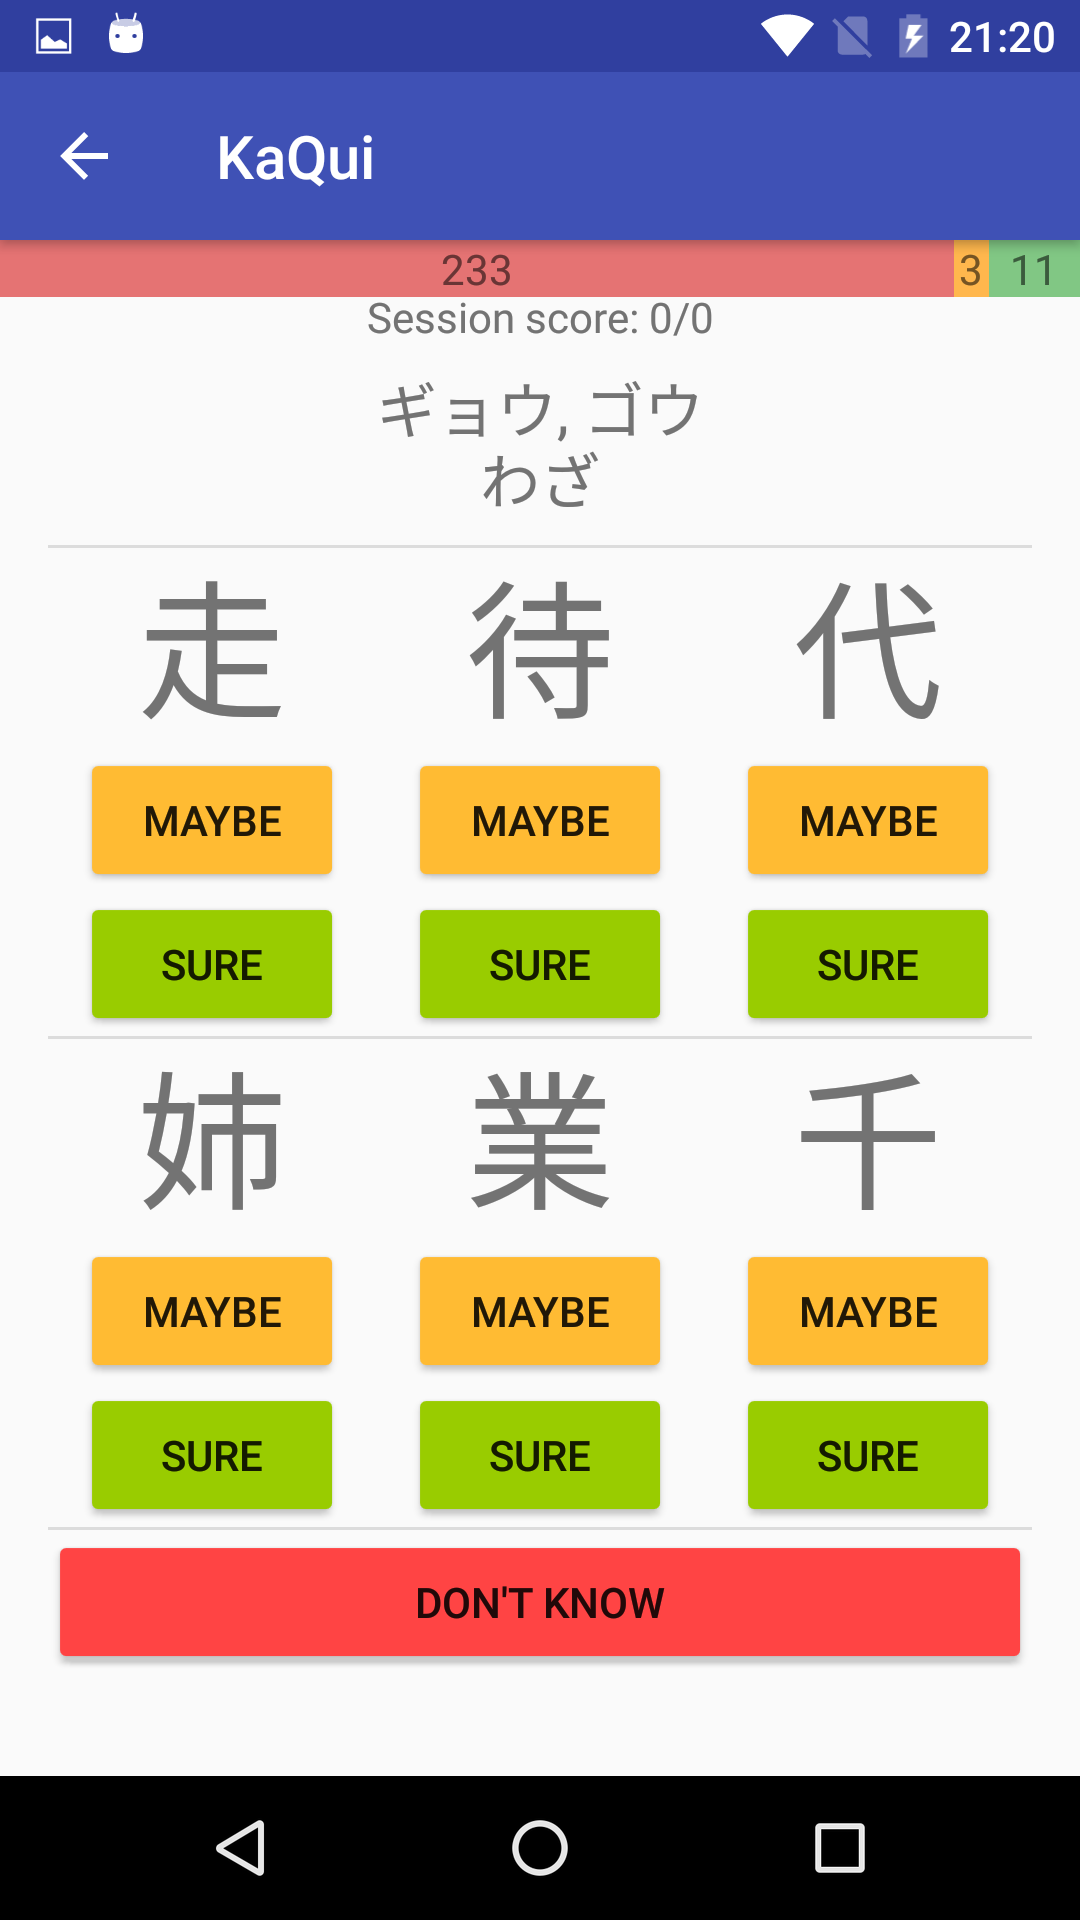 21:20
KaQui
233 3 11
Session score: 0/0
ギョウ, ゴウ
わざ
走 待 代
MAYBE MAYBE MAYBE
SURE SURE SURE
姉 業 千
MAYBE MAYBE MAYBE
SURE SURE SURE
DON'T KNOW